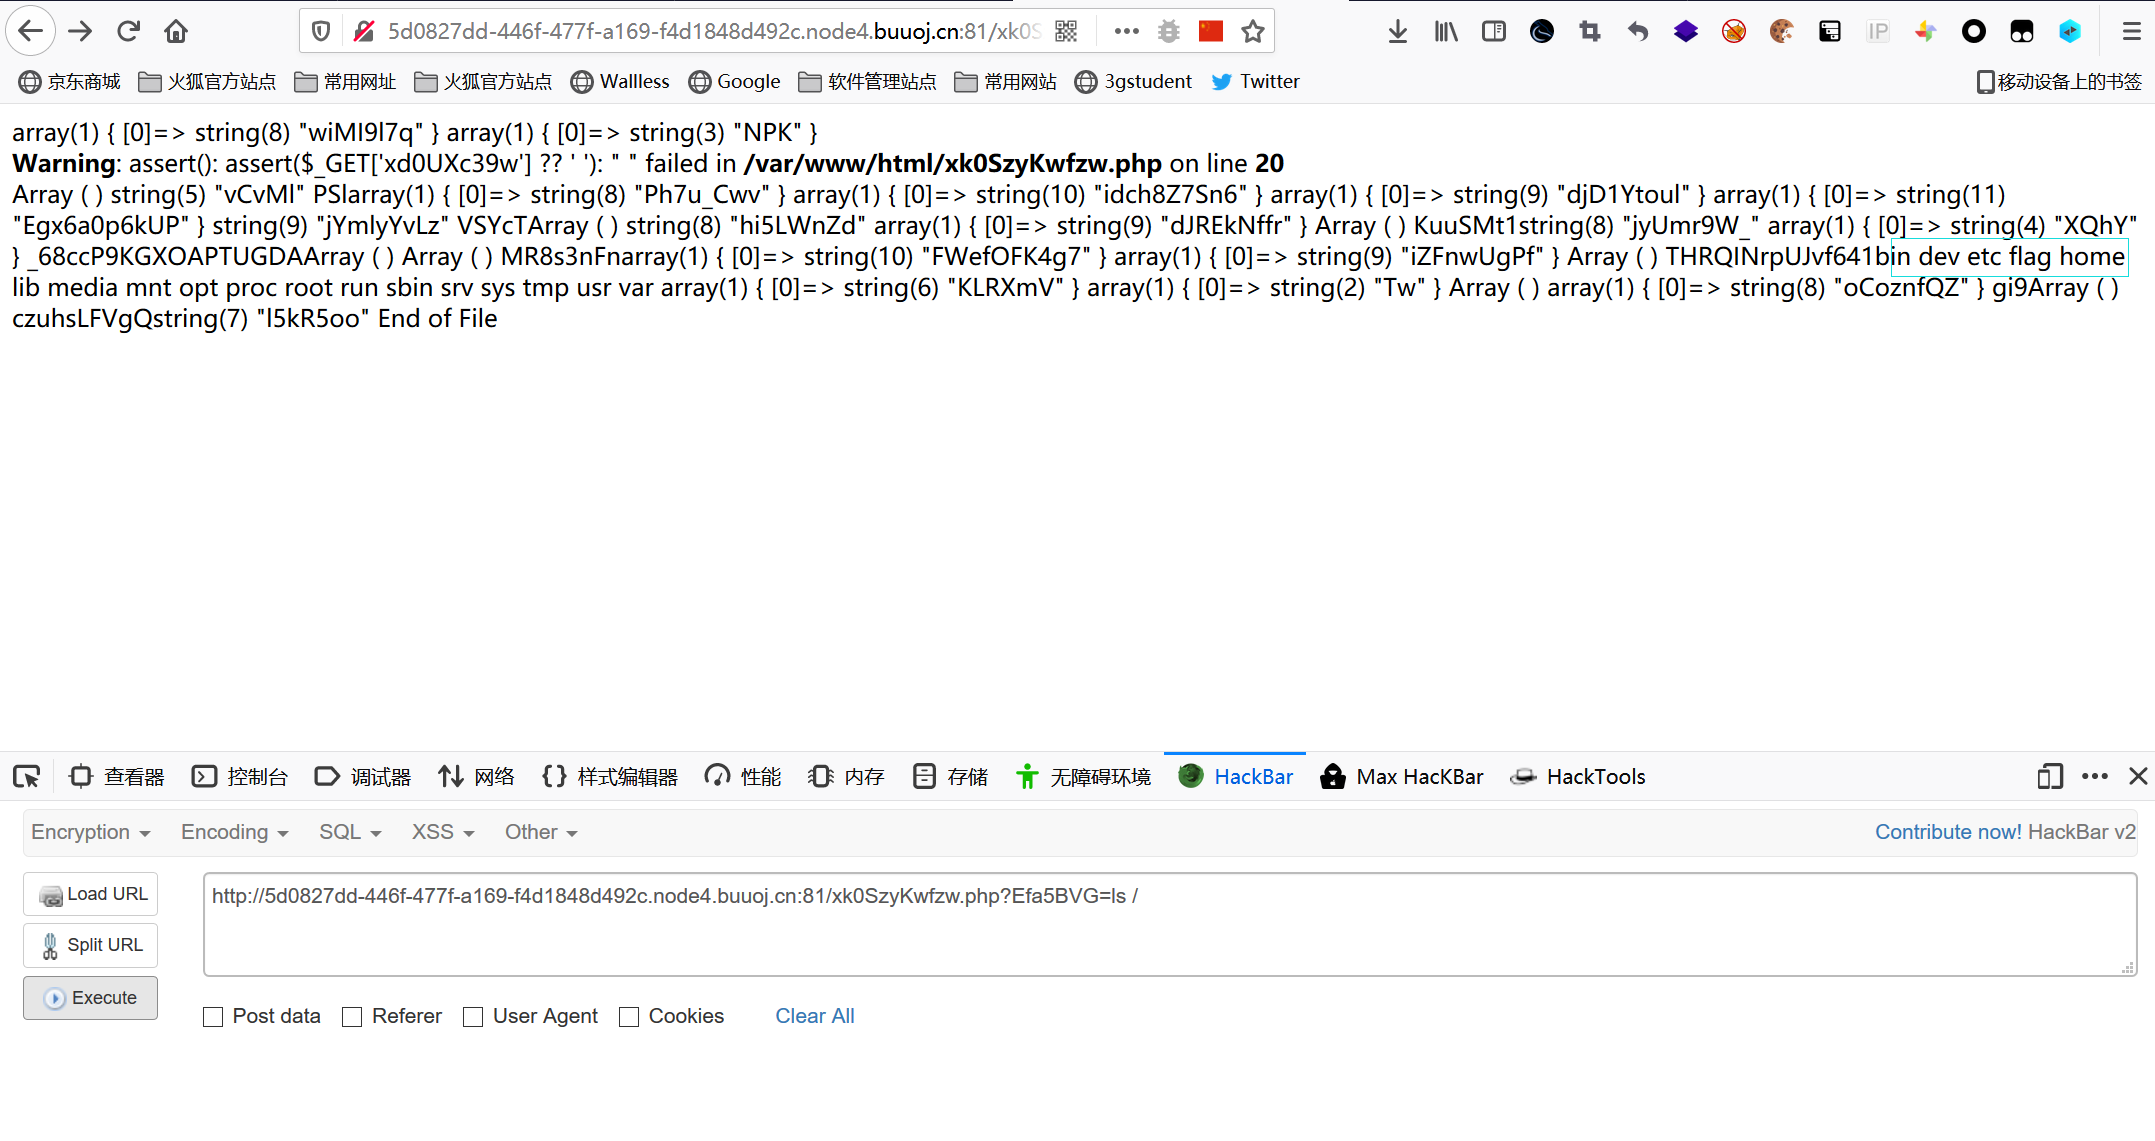 5d0827dd-446f-477f-a169-f4d1848d492c.node4.buuoj.cn:81/xk0S
京东商城 火狐官方站点 常用网址 火狐官方站点 Wallless Google 软件管理站点 常用网站 3gstudent Twitter 移动设备上的书签
array(1) { [0]=> string(8) "wiMI9l7q" } array(1) { [0]=> string(3) "NPK" }
Warning: assert(): assert($_GET['xd0UXc39w'] ?? ' '): " " failed in /var/www/html/xk0SzyKwfzw.php on line 20
Array ( ) string(5) "vCvMl" PSlarray(1) { [0]=> string(8) "Ph7u_Cwv" } array(1) { [0]=> string(10) "idch8Z7Sn6" } array(1) { [0]=> string(9) "djD1Ytoul" } array(1) { [0]=> string(11)
"Egx6a0p6kUP" } string(9) "jYmlyYvLz" VSYcTArray ( ) string(8) "hi5LWnZd" array(1) { [0]=> string(9) "dJREkNffr" } Array ( ) KuuSMt1string(8) "jyUmr9W_" array(1) { [0]=> string(4) "XQhY"
} _68ccP9KGXOAPTUGDAArray ( ) Array ( ) MR8s3nFnarray(1) { [0]=> string(10) "FWefOFK4g7" } array(1) { [0]=> string(9) "iZFnwUgPf" } Array ( ) THRQINrpUJvf641bin dev etc flag home
lib media mnt opt proc root run sbin srv sys tmp usr var array(1) { [0]=> string(6) "KLRXmV" } array(1) { [0]=> string(2) "Tw" } Array ( ) array(1) { [0]=> string(8) "oCoznfQZ" } gi9Array ( )
czuhsLFVgQstring(7) "l5kR5oo" End of File
查看器 控制台 调试器 网络 样式编辑器 性能 内存 存储 无障碍环境 HackBar Max HacKBar HackTools
Encryption Encoding SQL XSS Other Contribute now! HackBar v2
Load URL http://5d0827dd-446f-477f-a169-f4d1848d492c.node4.buuoj.cn:81/xk0SzyKwfzw.php?Efa5BVG=ls /
Split URL
Execute
Post data Referer User Agent Cookies Clear All